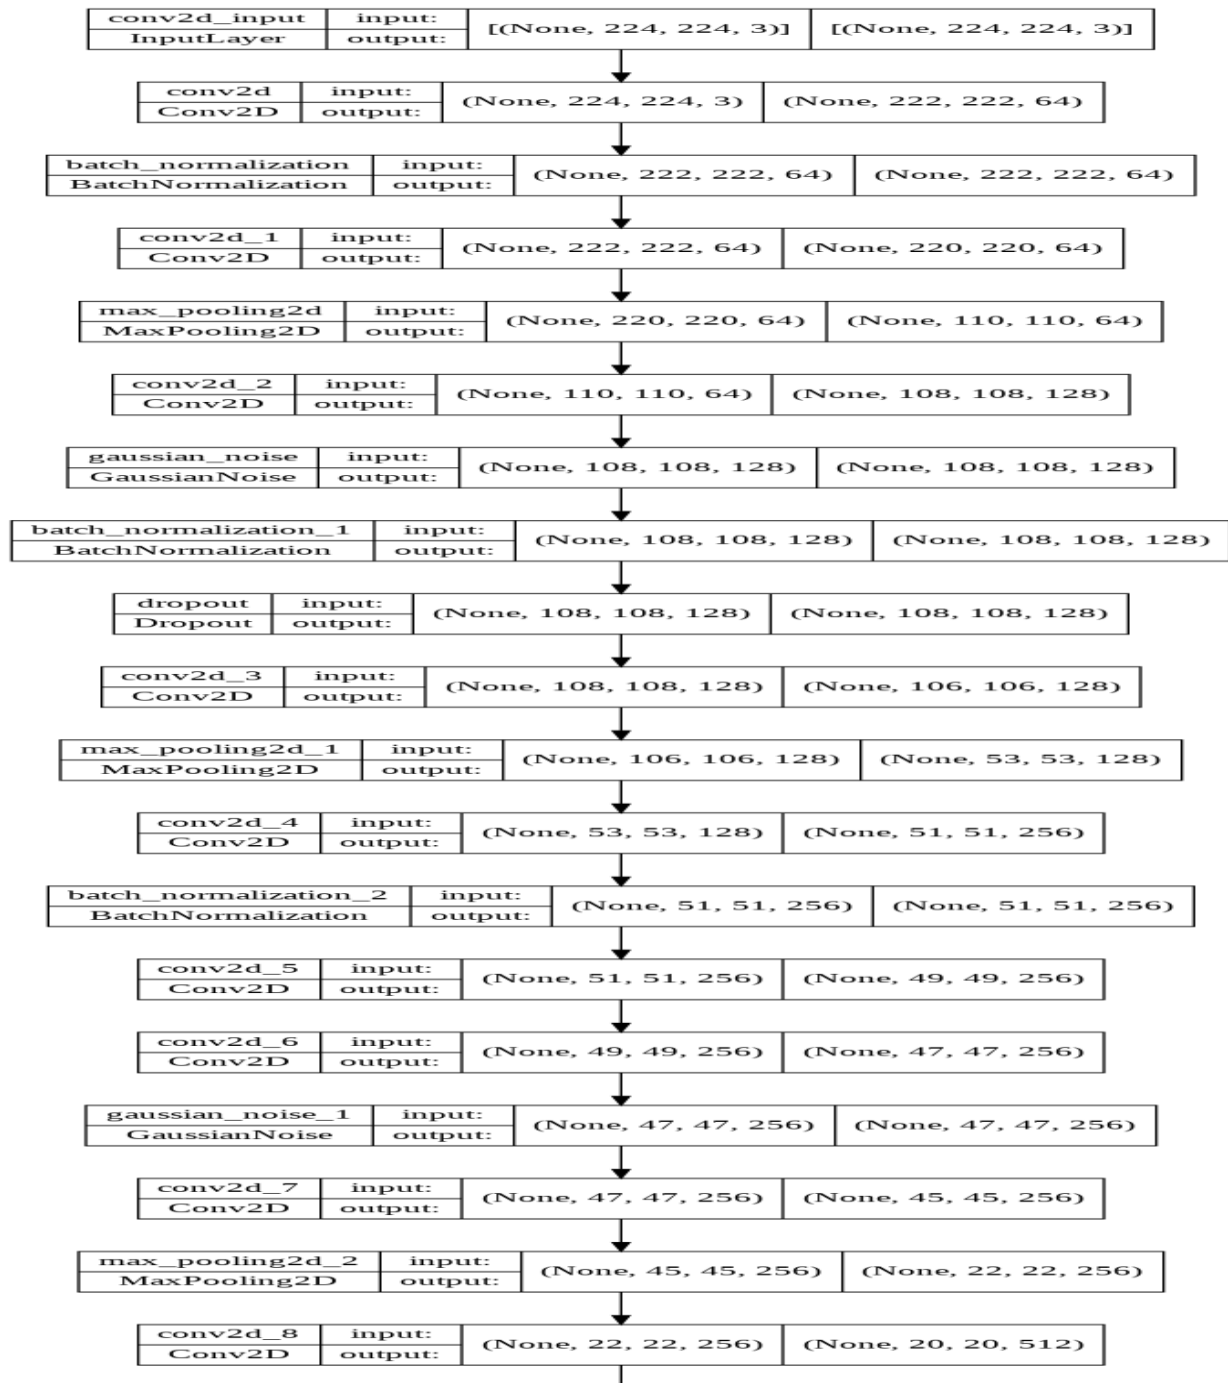 conv2d_input input: [(None, 224, 224, 3)] [(None, 224, 224, 3)]
InputLayer output:
conv2d input: (None, 224, 224, 3) (None, 222, 222, 64)
Conv2D output:
batch_normalization input: (None, 222, 222, 64) (None, 222, 222, 64)
BatchNormalization output:
conv2d_1 input: (None, 222, 222, 64) (None, 220, 220, 64)
Conv2D output:
max_pooling2d input: (None, 220, 220, 64) (None, 110, 110, 64)
MaxPooling2D output:
conv2d_2 input: (None, 110, 110, 64) (None, 108, 108, 128)
Conv2D output:
gaussian_noise input: (None, 108, 108, 128) (None, 108, 108, 128)
GaussianNoise output:
batch_normalization_1 input: (None, 108, 108, 128) (None, 108, 108, 128)
BatchNormalization output:
dropout input: (None, 108, 108, 128) (None, 108, 108, 128)
Dropout output:
conv2d_3 input: (None, 108, 108, 128) (None, 106, 106, 128)
Conv2D output:
max_pooling2d_1 input: (None, 106, 106, 128) (None, 53, 53, 128)
MaxPooling2D output:
conv2d_4 input: (None, 53, 53, 128) (None, 51, 51, 256)
Conv2D output:
batch_normalization_2 input: (None, 51, 51, 256) (None, 51, 51, 256)
BatchNormalization output:
conv2d_5 input: (None, 51, 51, 256) (None, 49, 49, 256)
Conv2D output:
conv2d_6 input: (None, 49, 49, 256) (None, 47, 47, 256)
Conv2D output:
gaussian_noise_1 input: (None, 47, 47, 256) (None, 47, 47, 256)
GaussianNoise output:
conv2d_7 input: (None, 47, 47, 256) (None, 45, 45, 256)
Conv2D output:
max_pooling2d_2 input: (None, 45, 45, 256) (None, 22, 22, 256)
MaxPooling2D output:
conv2d_8 input: (None, 22, 22, 256) (None, 20, 20, 512)
Conv2D output: